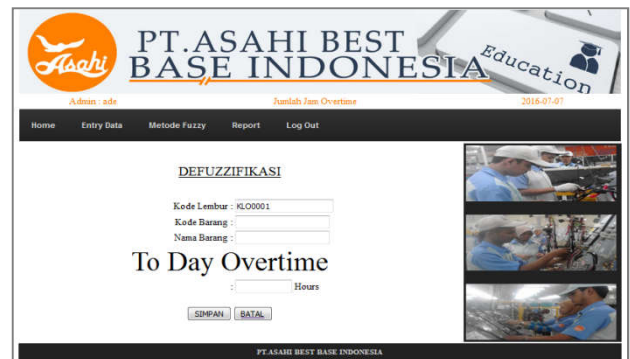 Asahi
PT.ASAHI BEST
BASE INDONESIA
Education
Admin : ade
Jumlah Jam Overtime
2016-07-07
Home Entry Data Metode Fuzzy Report Log Out
DEFUZZIFIKASI
Kode Lembur : KLO0001
Kode Barang :
Nama Barang :
To Day Overtime
: Hours
SIMPAN BATAL
PT.ASAHI BEST BASE INDONESIA